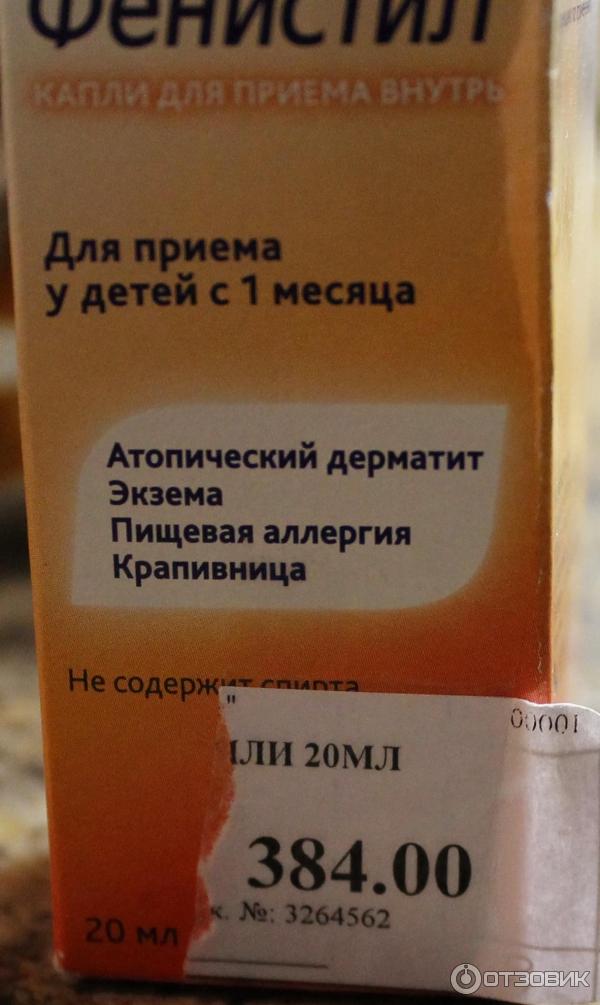 Фенистил
КАПЛИ ДЛЯ ПРИЕМА ВНУТРЬ
Для приема
у детей с 1 месяца
Атопический дерматит
Экзема
Пищевая аллергия
Крапивница
Не содержит спирта
"
00001
ЛИ 20МЛ
384.00
к. №: 3264562
20 мл
ОТЗОВИК